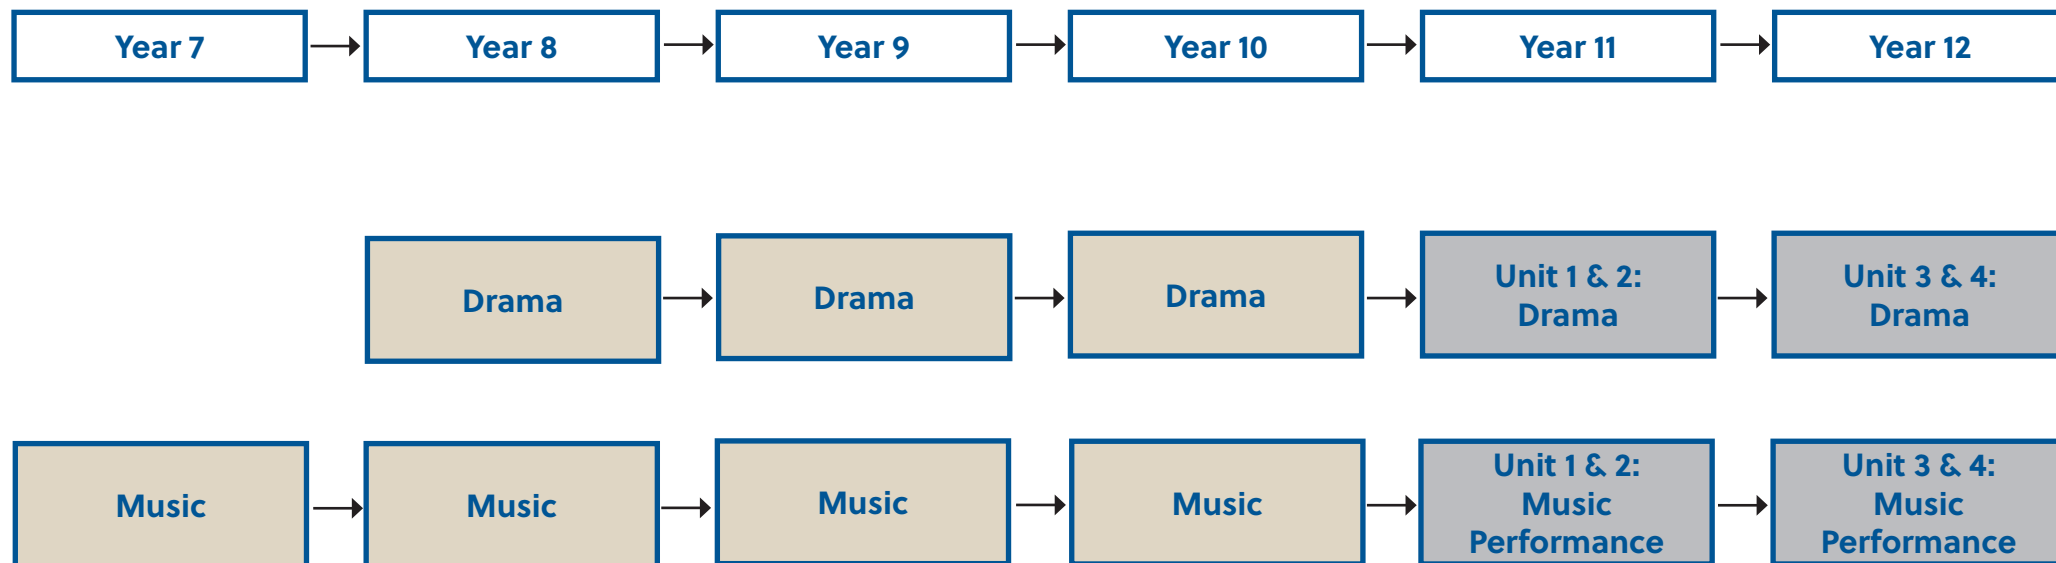 Year 7
Year 8
Year 9
Year 10
Year 11
Year 12
Drama
Drama
Drama
Unit 1 & 2:
Drama
Unit 3 & 4:
Drama
Music
Music
Music
Music
Unit 1 & 2:
Music
Performance
Unit 3 & 4:
Music
Performance